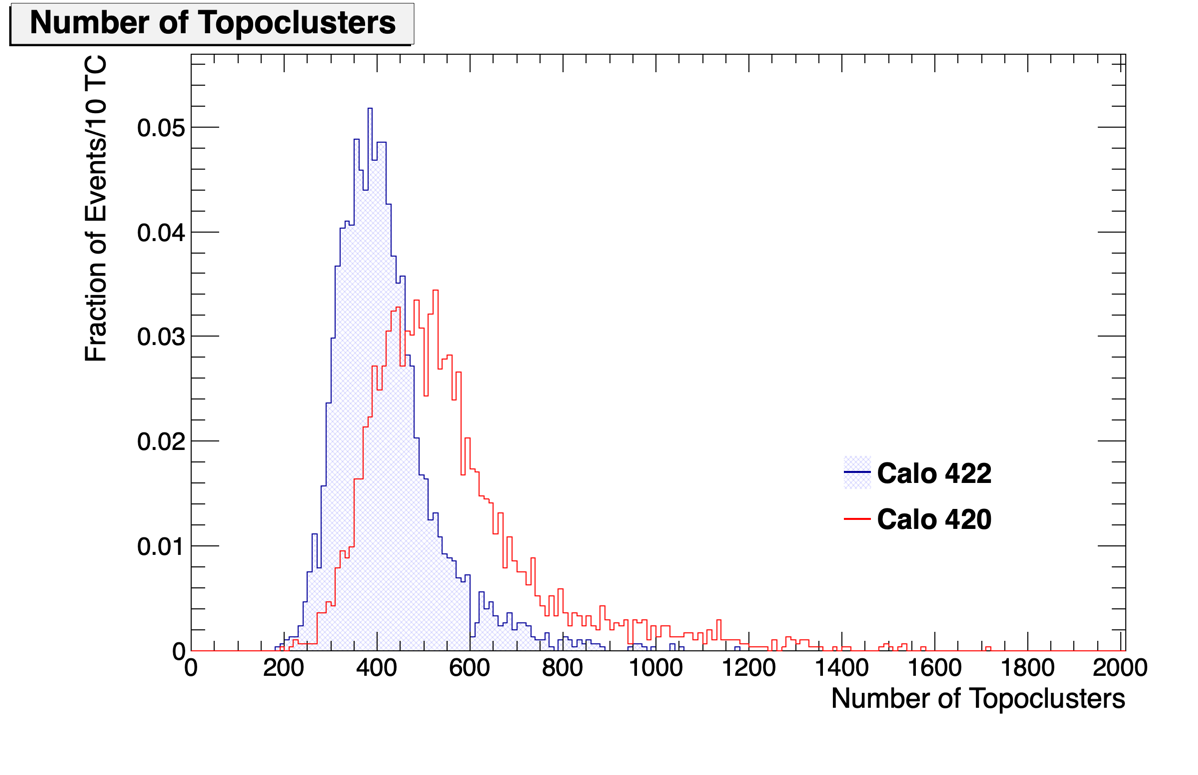 Number of Topoclusters
Fraction of Events/10 TC
0.05
0.04
0.03
0.02
0.01
0
Calo 422
Calo 420
0 200 400 600 800 1000 1200 1400 1600 1800 2000
Number of Topoclusters